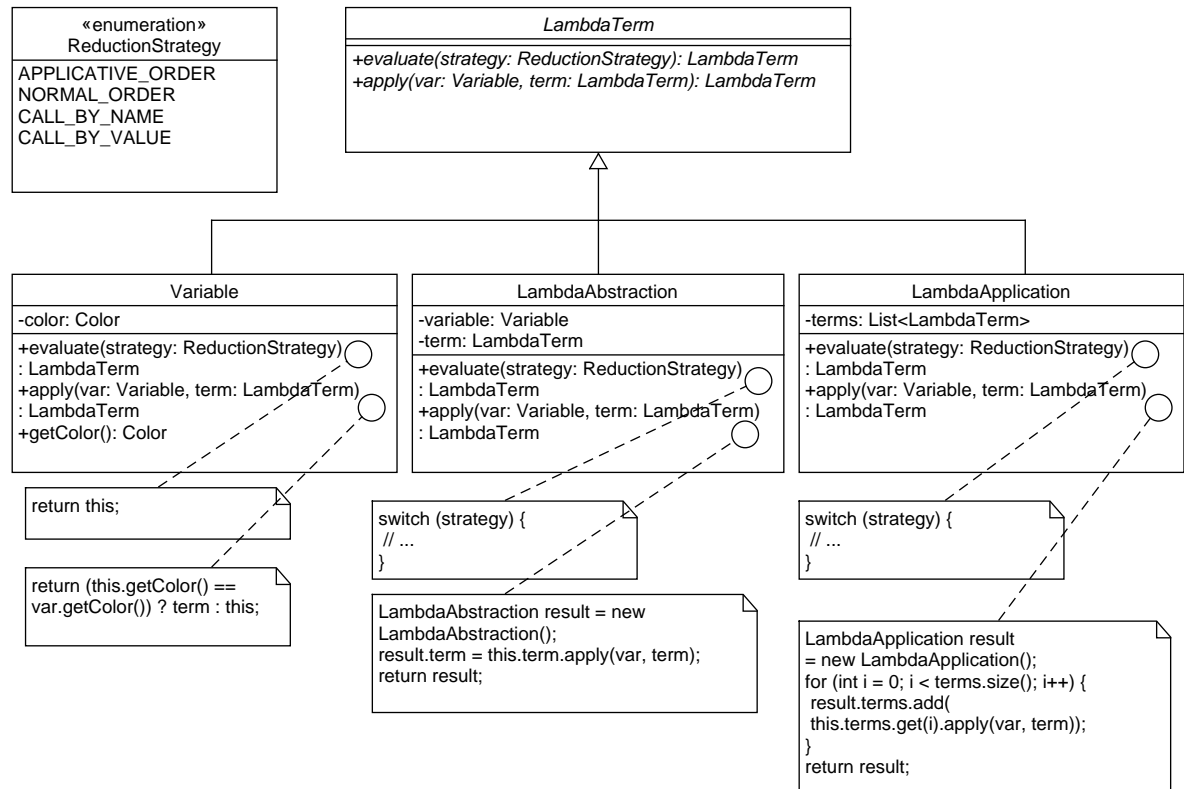 «enumeration»
ReductionStrategy
APPLICATIVE_ORDER
NORMAL_ORDER
CALL_BY_NAME
CALL_BY_VALUE
LambdaTerm
+evaluate(strategy: ReductionStrategy): LambdaTerm
+apply(var: Variable, term: LambdaTerm): LambdaTerm
Variable
-color: Color
+evaluate(strategy: ReductionStrategy)
: LambdaTerm
+apply(var: Variable, term: LambdaTerm)
: LambdaTerm
+getColor(): Color
return this;
return (this.getColor() ==
var.getColor()) ? term : this;
LambdaAbstraction
-variable: Variable
-term: LambdaTerm
+evaluate(strategy: ReductionStrategy)
: LambdaTerm
+apply(var: Variable, term: LambdaTerm)
: LambdaTerm
switch (strategy) {
// ...
}
LambdaAbstraction result = new
LambdaAbstraction();
result.term = this.term.apply(var, term);
return result;
LambdaApplication
-terms: List<LambdaTerm>
+evaluate(strategy: ReductionStrategy)
: LambdaTerm
+apply(var: Variable, term: LambdaTerm)
: LambdaTerm
switch (strategy) {
// ...
}
LambdaApplication result
= new LambdaApplication();
for (int i = 0; i < terms.size(); i++) {
result.terms.add(
this.terms.get(i).apply(var, term));
}
return result;